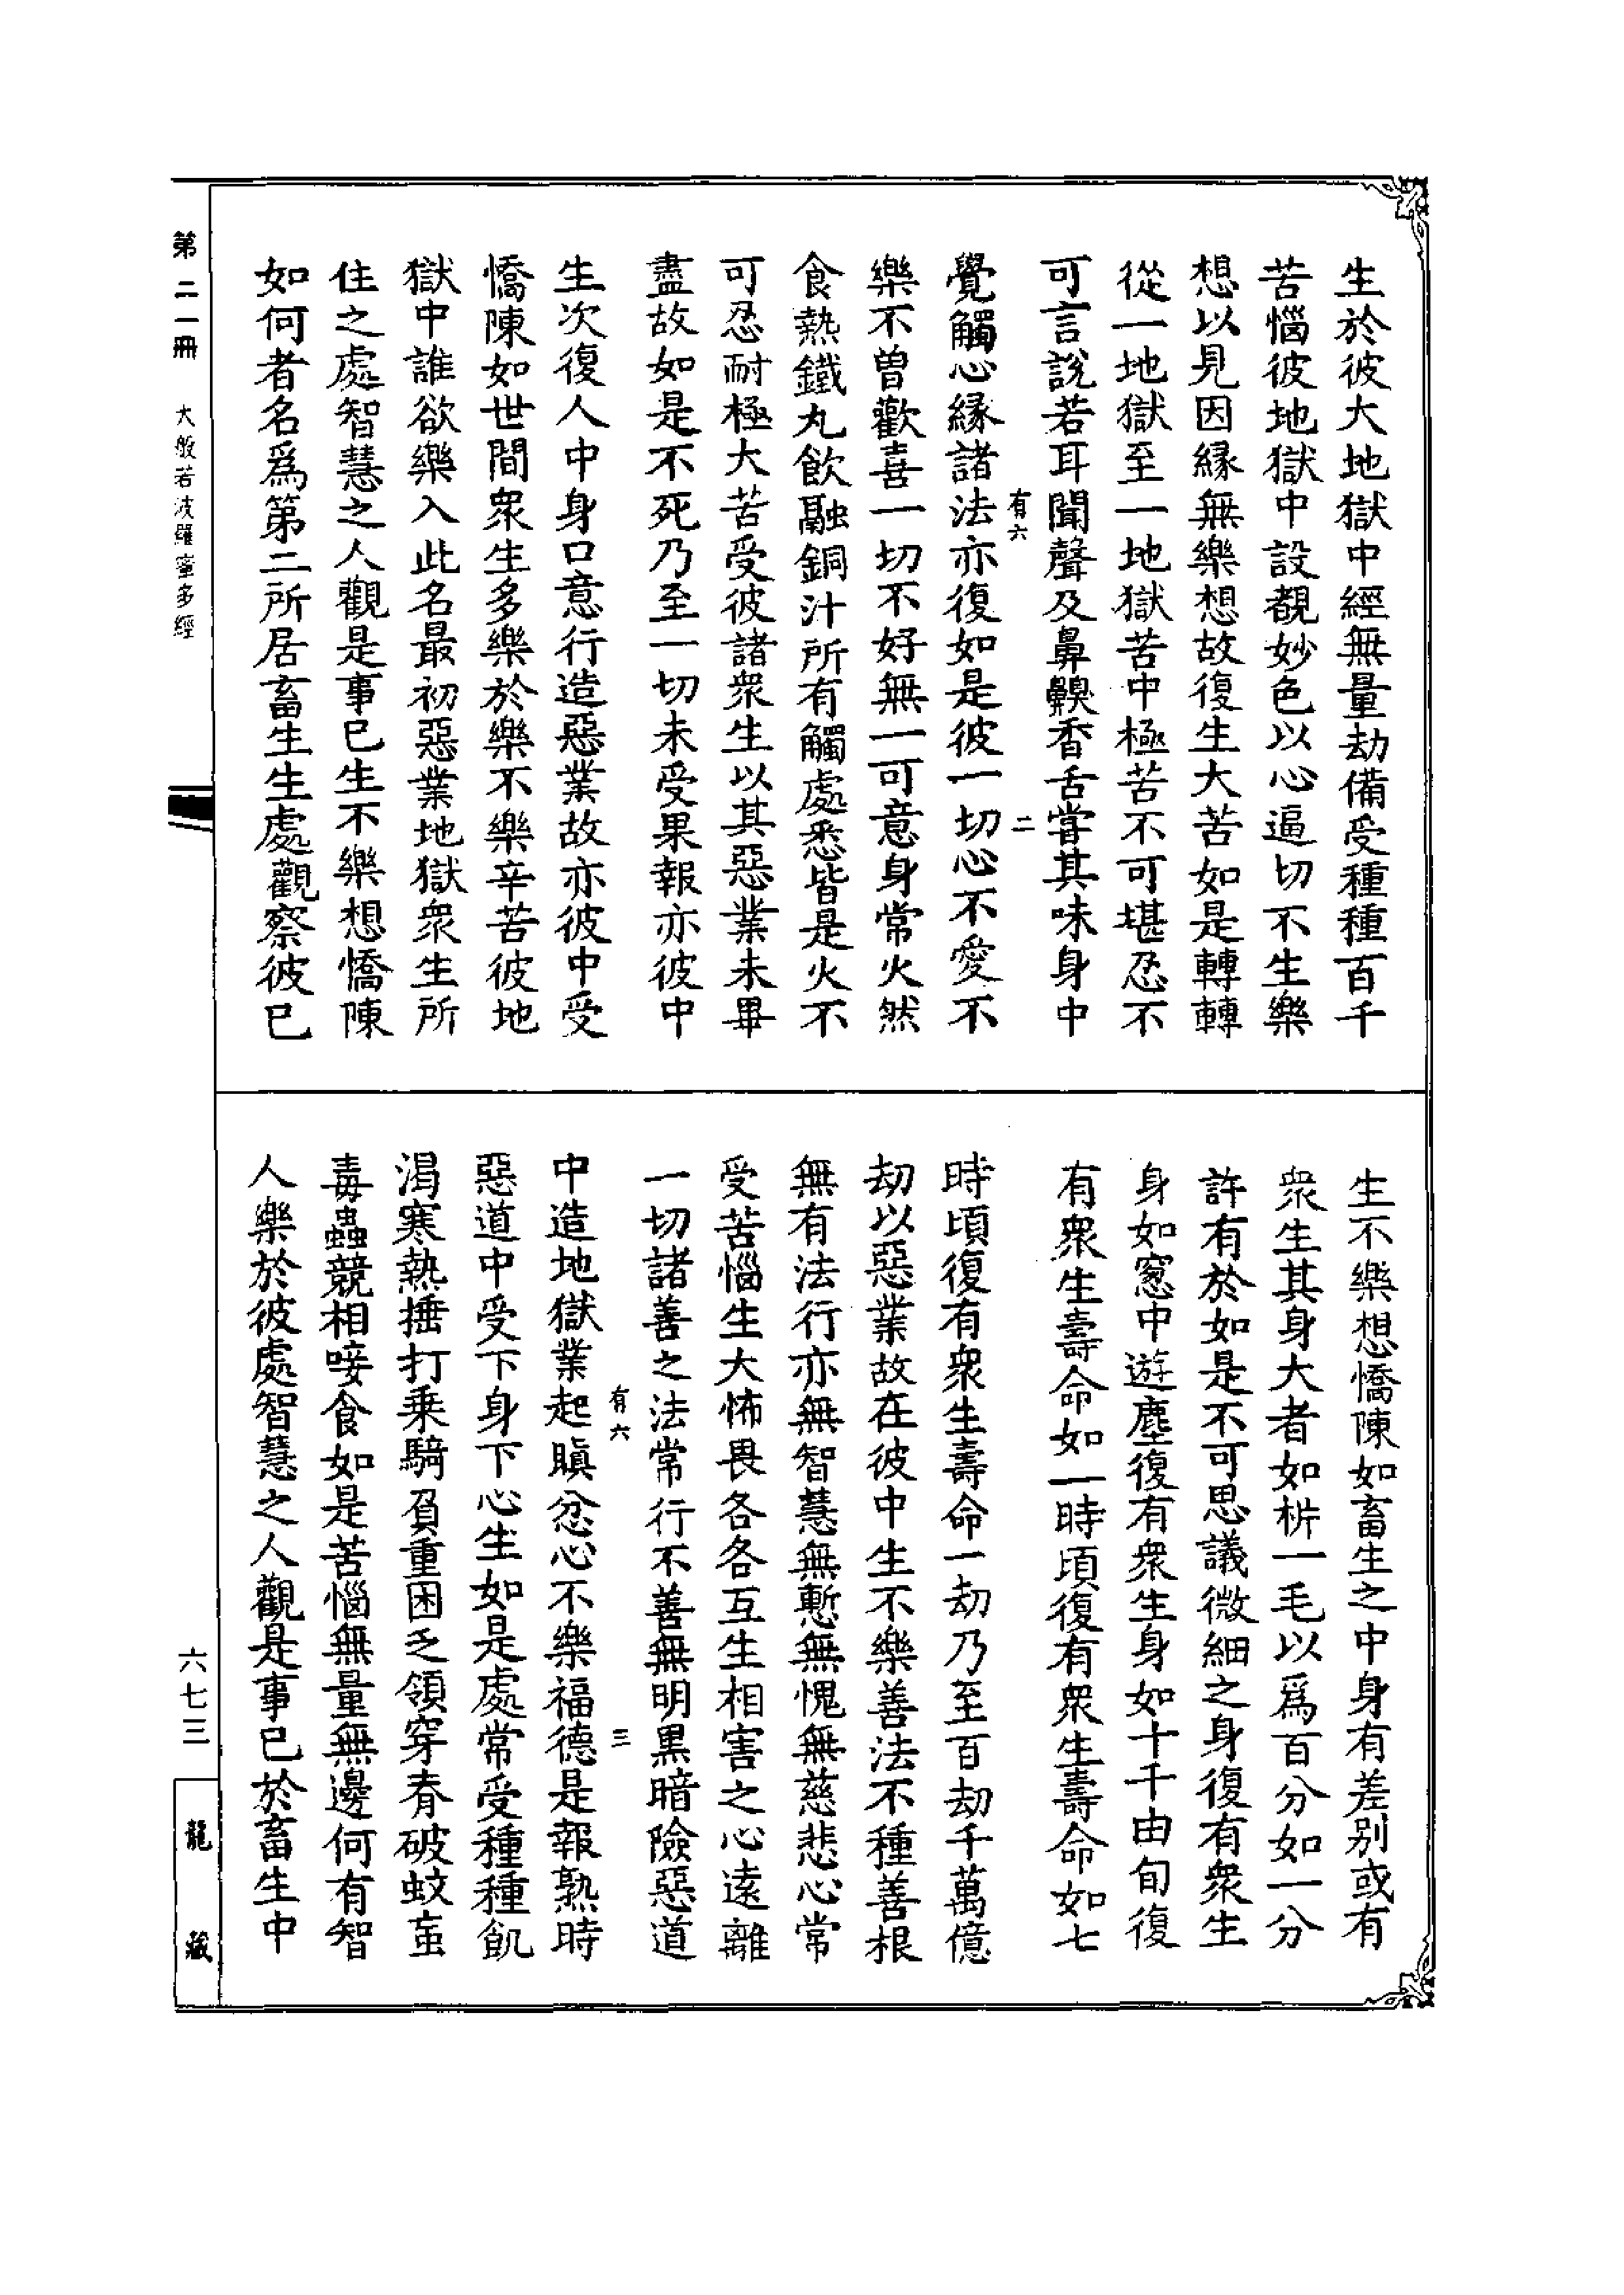 生於彼大地獄中經無量劫備受種種百千
苦惱彼地獄中設覩妙色以心逼切不生樂
想以見因緣無樂想故復生大苦如是轉轉
從一地獄至一地獄苦中極苦不可堪忍不
可言說若耳聞聲及鼻齅香舌甞其味身中
有六 二
覺觸心緣諸法亦復如是彼一切心不愛不
樂不曽歡喜一切不好無一可意身常火然
食熱鐵丸飲融銅汁所有觸處悉皆是火不
可忍耐極大苦受彼諸衆生以其惡業未畢
盡故如是不死乃至一切未受果報亦彼中
生次復人中身口意行造惡業故亦彼中受
憍陳如世間衆生多樂於樂不樂辛苦彼地
獄中誰欲樂入此名最初惡業地獄衆生所
住之處智慧之人觀是事已生不樂想憍陳
如何者名爲第二所居畜生生處觀察彼已
生不樂想憍陳如畜生之中身有差别或有
衆生其身大者如㭊一毛以爲百分如一分
許有於如是不可思議微細之身復有衆生
身如窓中遊塵復有衆生身如十千由旬復
有衆生壽命如一時頃復有衆生壽命如七
時頃復有衆生壽命一劫乃至百劫千萬億
劫以惡業故在彼中生不樂善法不種善根
無有法行亦無智慧無慙無愧無慈悲心常
受苦惱生大怖畏各各互生相害之心遠離
一切諸善之法常行不善無明黑暗險惡道
有六 三
中造地獄業起瞋忿心不樂福德是報熟時
惡道中受下身下心生如是處常受種種飢
渴寒熱捶打乘騎負重困乏領穿脊破蚊䖟
毒蟲競相唼食如是苦惱無量無邊何有智
人樂於彼處智慧之人觀是事已於畜生中
第二一冊 大般若波羅蜜多經
六七三
龍藏